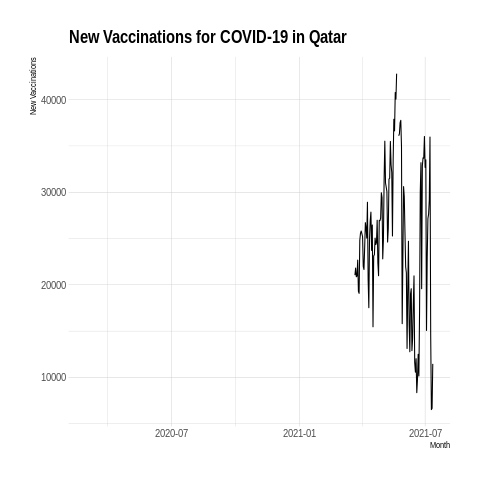 New Vaccinations for COVID-19 in Qatar
New Vaccinations
40000
30000
20000
10000
2020-07
2021-01
2021-07
Month